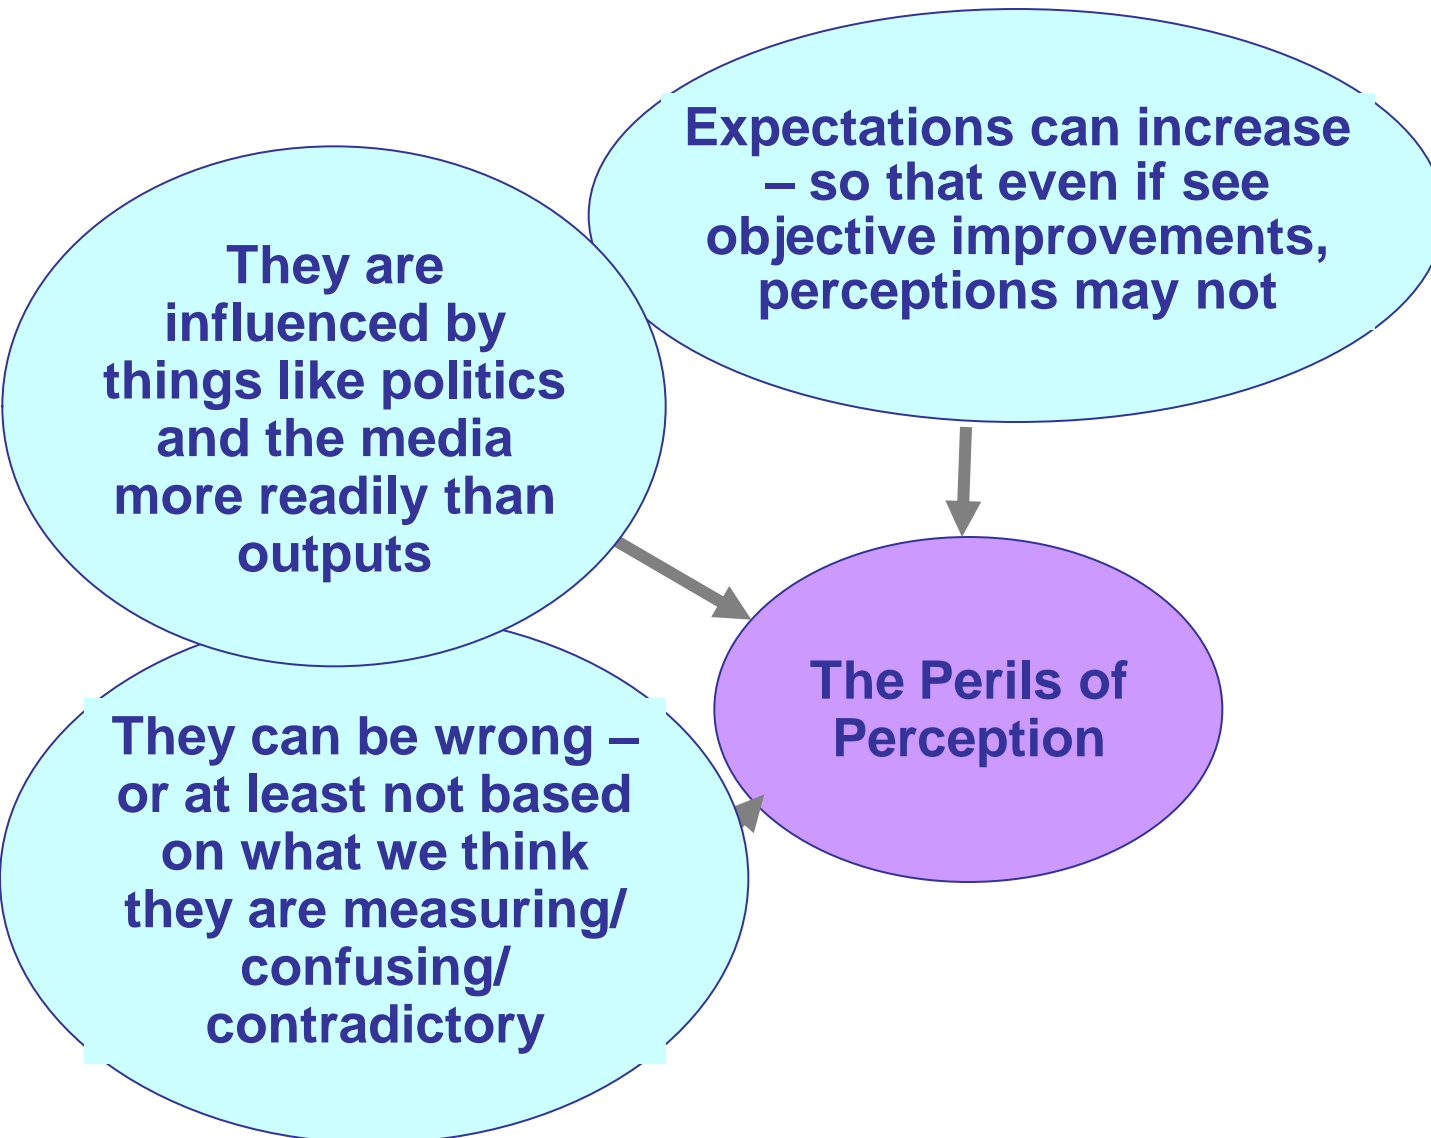 Expectations can increase
– so that even if see
objective improvements,
perceptions may not
They are
influenced by
things like politics
and the media
more readily than
outputs
The Perils of
Perception
They can be wrong –
or at least not based
on what we think
they are measuring/
confusing/
contradictory